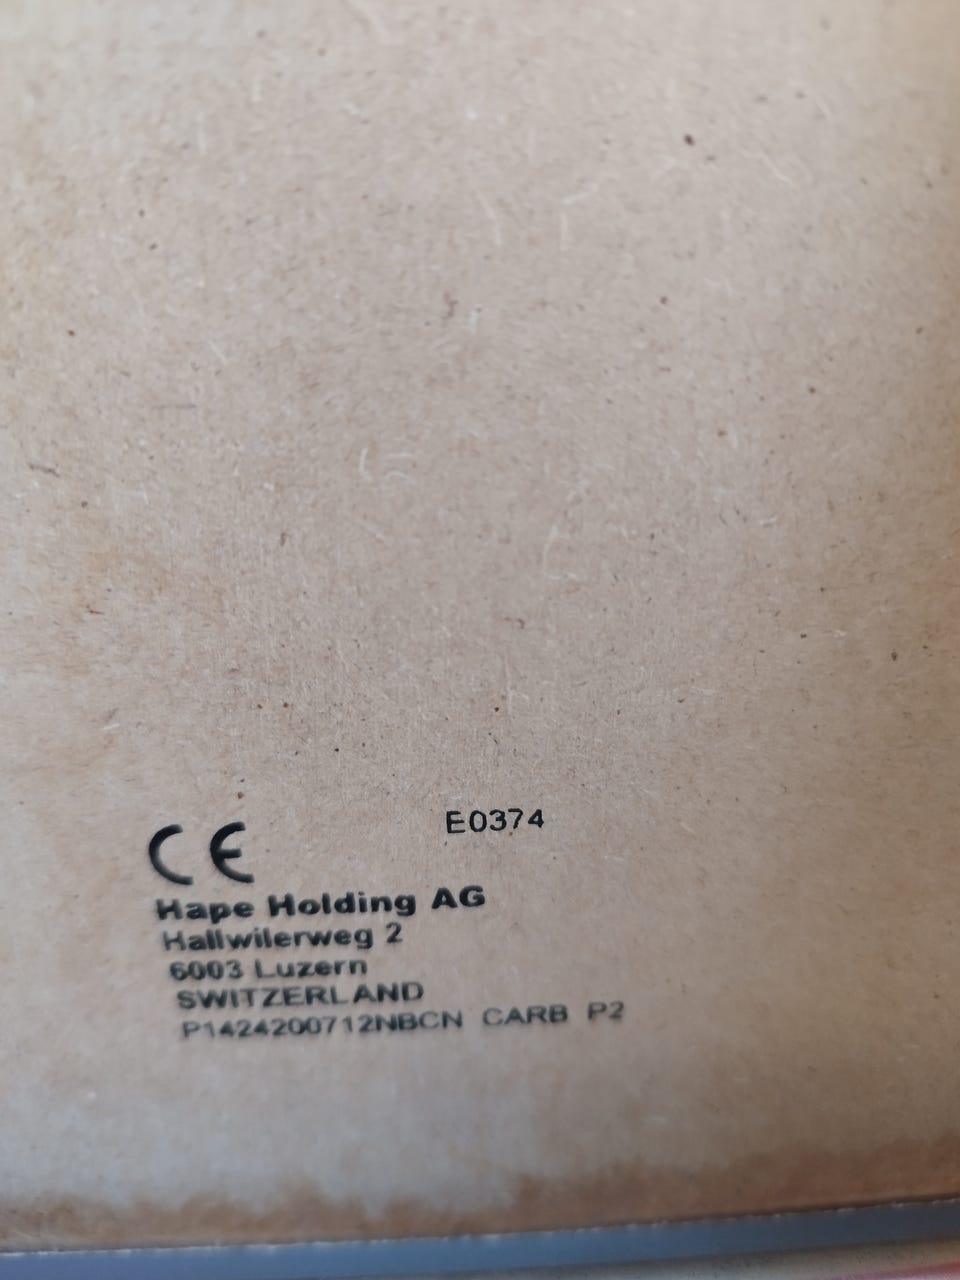 E0374
CE
Hape Holding AG
Hallwilerweg 2
6003 Luzern
SWITZERLAND
P1424200712NBCN CARB P2